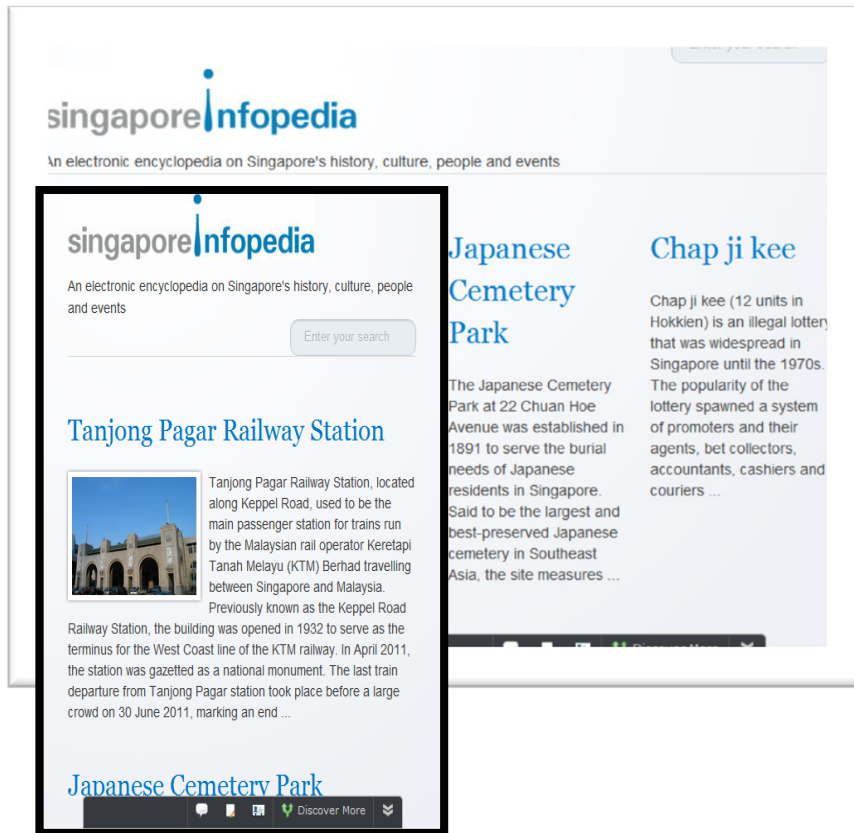 Enter your search
singapore infopedia
An electronic encyclopedia on Singapore's history, culture, people and events
Japanese
Cemetery
Park
The Japanese Cemetery
Park at 22 Chuan Hoe
Avenue was established in
1891 to serve the burial
needs of Japanese
residents in Singapore.
Said to be the largest and
best-preserved Japanese
cemetery in Southeast
Asia, the site measures ...
Chap ji kee
Chap ji kee (12 units in
Hokkien) is an illegal lottery
that was widespread in
Singapore until the 1970s.
The popularity of the
lottery spawned a system
of promoters and their
agents, bet collectors,
accountants, cashiers and
couriers ...
Discover More
singapore infopedia
An electronic encyclopedia on Singapore's history, culture, people
and events
Enter your search
Tanjong Pagar Railway Station
Tanjong Pagar Railway Station, located
along Keppel Road, used to be the
main passenger station for trains run
by the Malaysian rail operator Keretapi
Tanah Melayu (KTM) Berhad travelling
between Singapore and Malaysia.
Previously known as the Keppel Road
Railway Station, the building was opened in 1932 to serve as the
terminus for the West Coast line of the KTM railway. In April 2011,
the station was gazetted as a national monument. The last train
departure from Tanjong Pagar station took place before a large
crowd on 30 June 2011, marking an end ...
Japanese Cemetery Park
Discover More